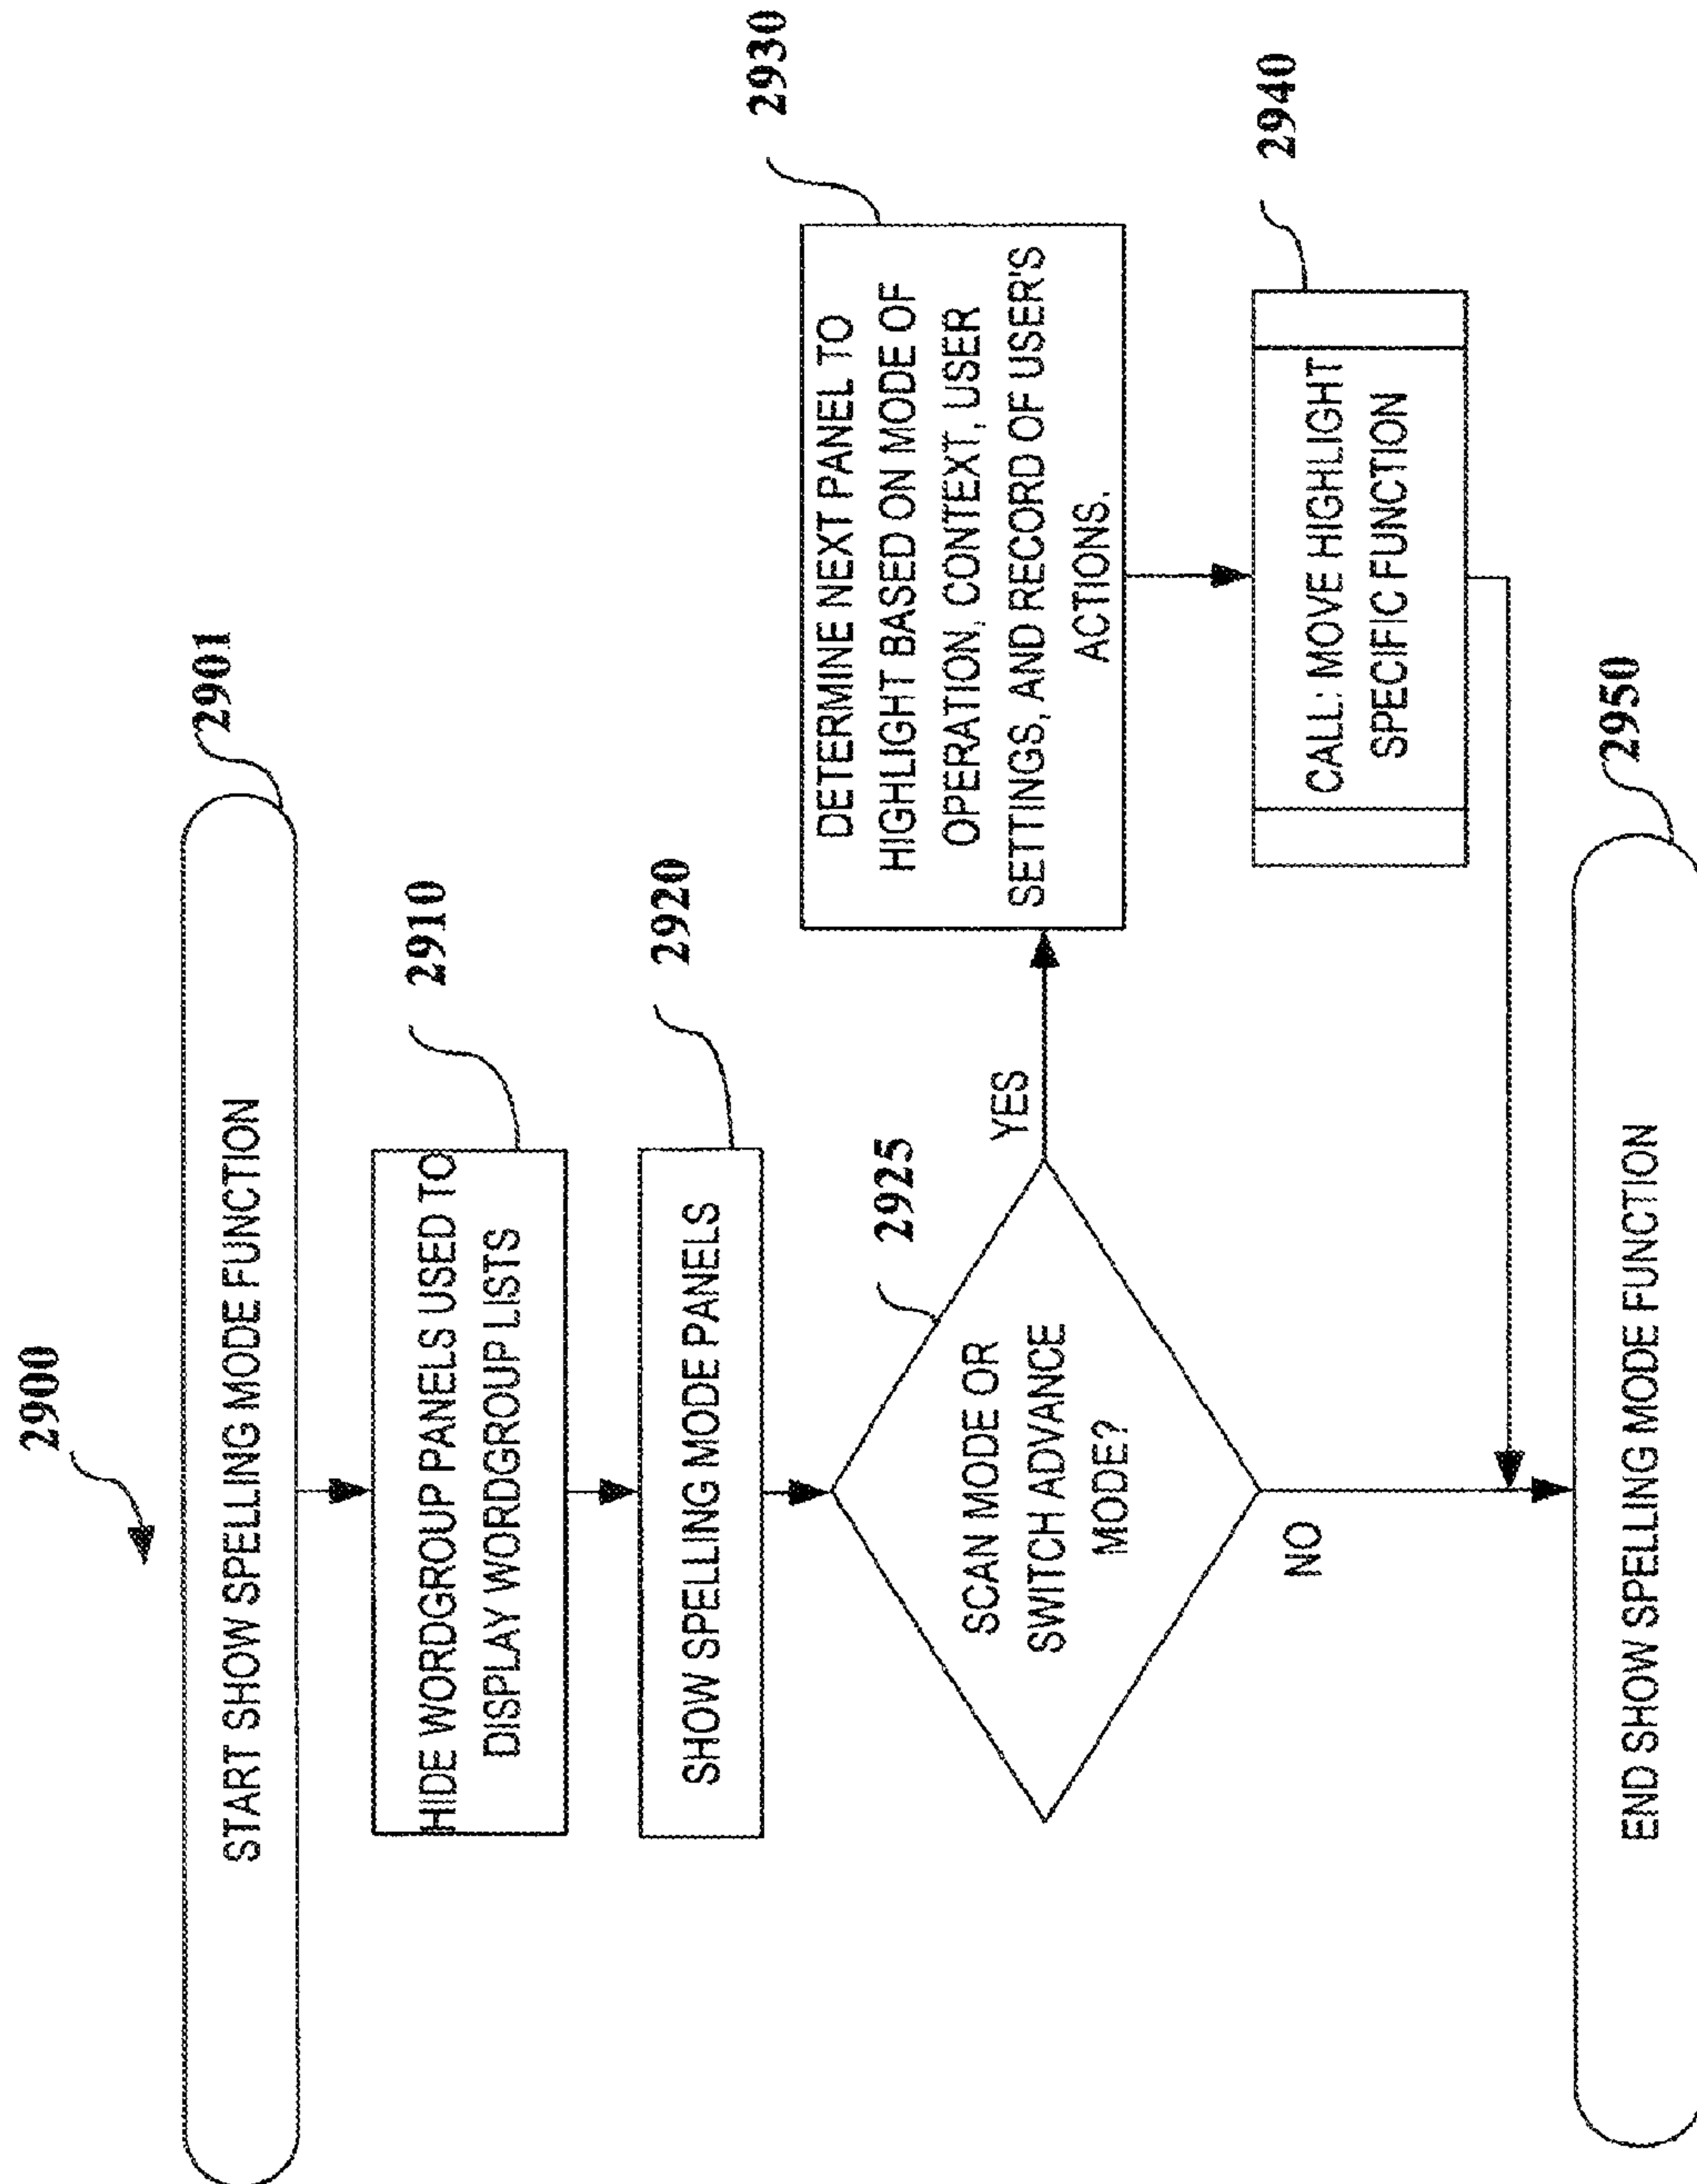 2900
START SHOW SPELLING MODE FUNCTION
2901
HIDE WORDGROUP PANELS USED TO
DISPLAY WORDGROUP LISTS
2910
SHOW SPELLING MODE PANELS
2920
SCAN MODE OR
SWITCH ADVANCE
MODE?
2925
YES
NO
DETERMINE NEXT PANEL TO
HIGHLIGHT BASED ON MODE OF
OPERATION, CONTEXT, USER
SETTINGS, AND RECORD OF USER'S
ACTIONS.
2930
CALL: MOVE HIGHLIGHT
SPECIFIC FUNCTION
2940
END SHOW SPELLING MODE FUNCTION
2950